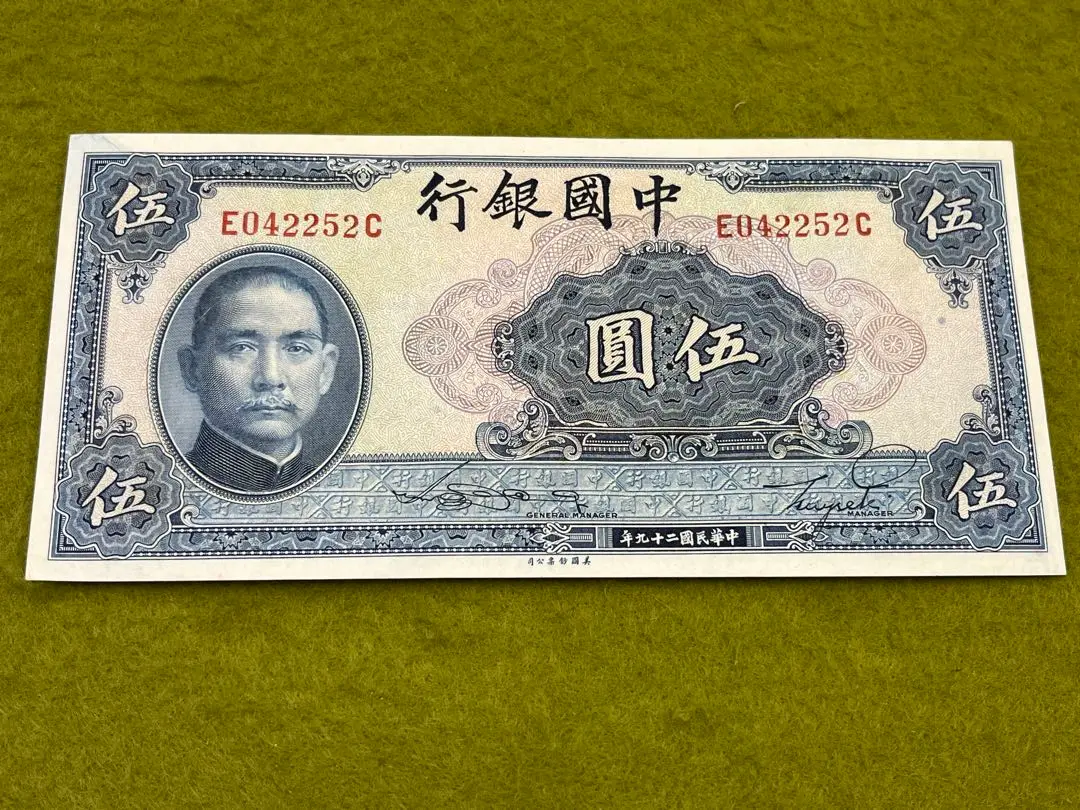 中國銀行
伍
伍
E042252C
E042252C
伍圓
伍
伍
GENERAL MANAGER
MANAGER
中華民國二十九年
美國鈔票公司